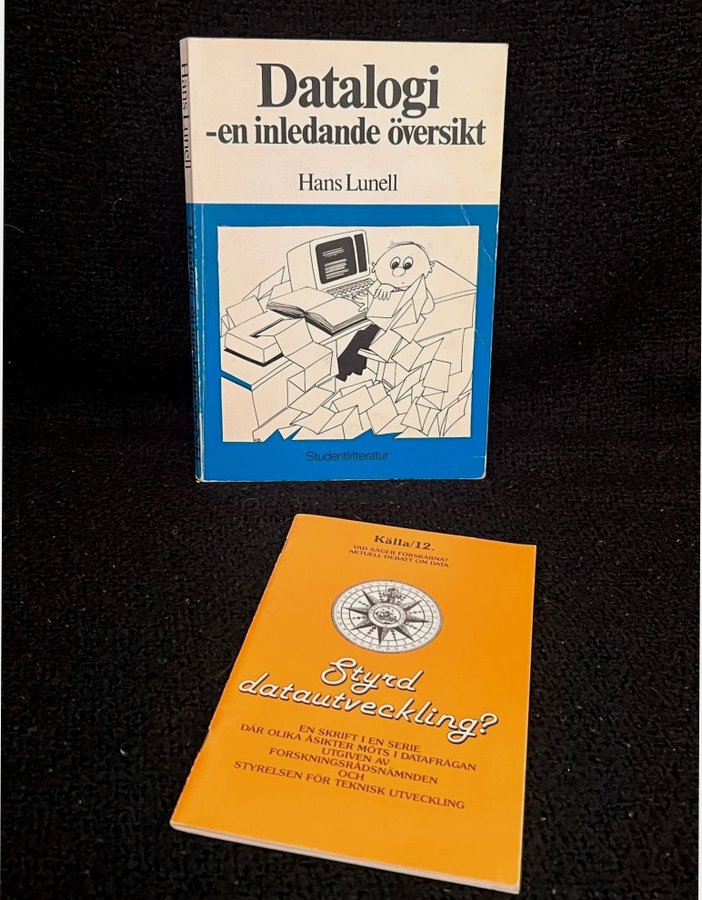 Datalogi
-en inledande översikt
Hans Lunell
Hans Lunell
Studentlitteratur
Källa/12.
VAD SÄGER FORSKARNA?
AKTUELL DEBATT OM DATA.
Styrd
datautveckling?
EN SKRIFT I EN SERIE
DÄR OLIKA ÅSIKTER MÖTS I DATAFRÅGAN
UTGIVEN AV
FORSKNINGSRÅDSNÄMNDEN
OCH
STYRELSEN FÖR TEKNISK UTVECKLING